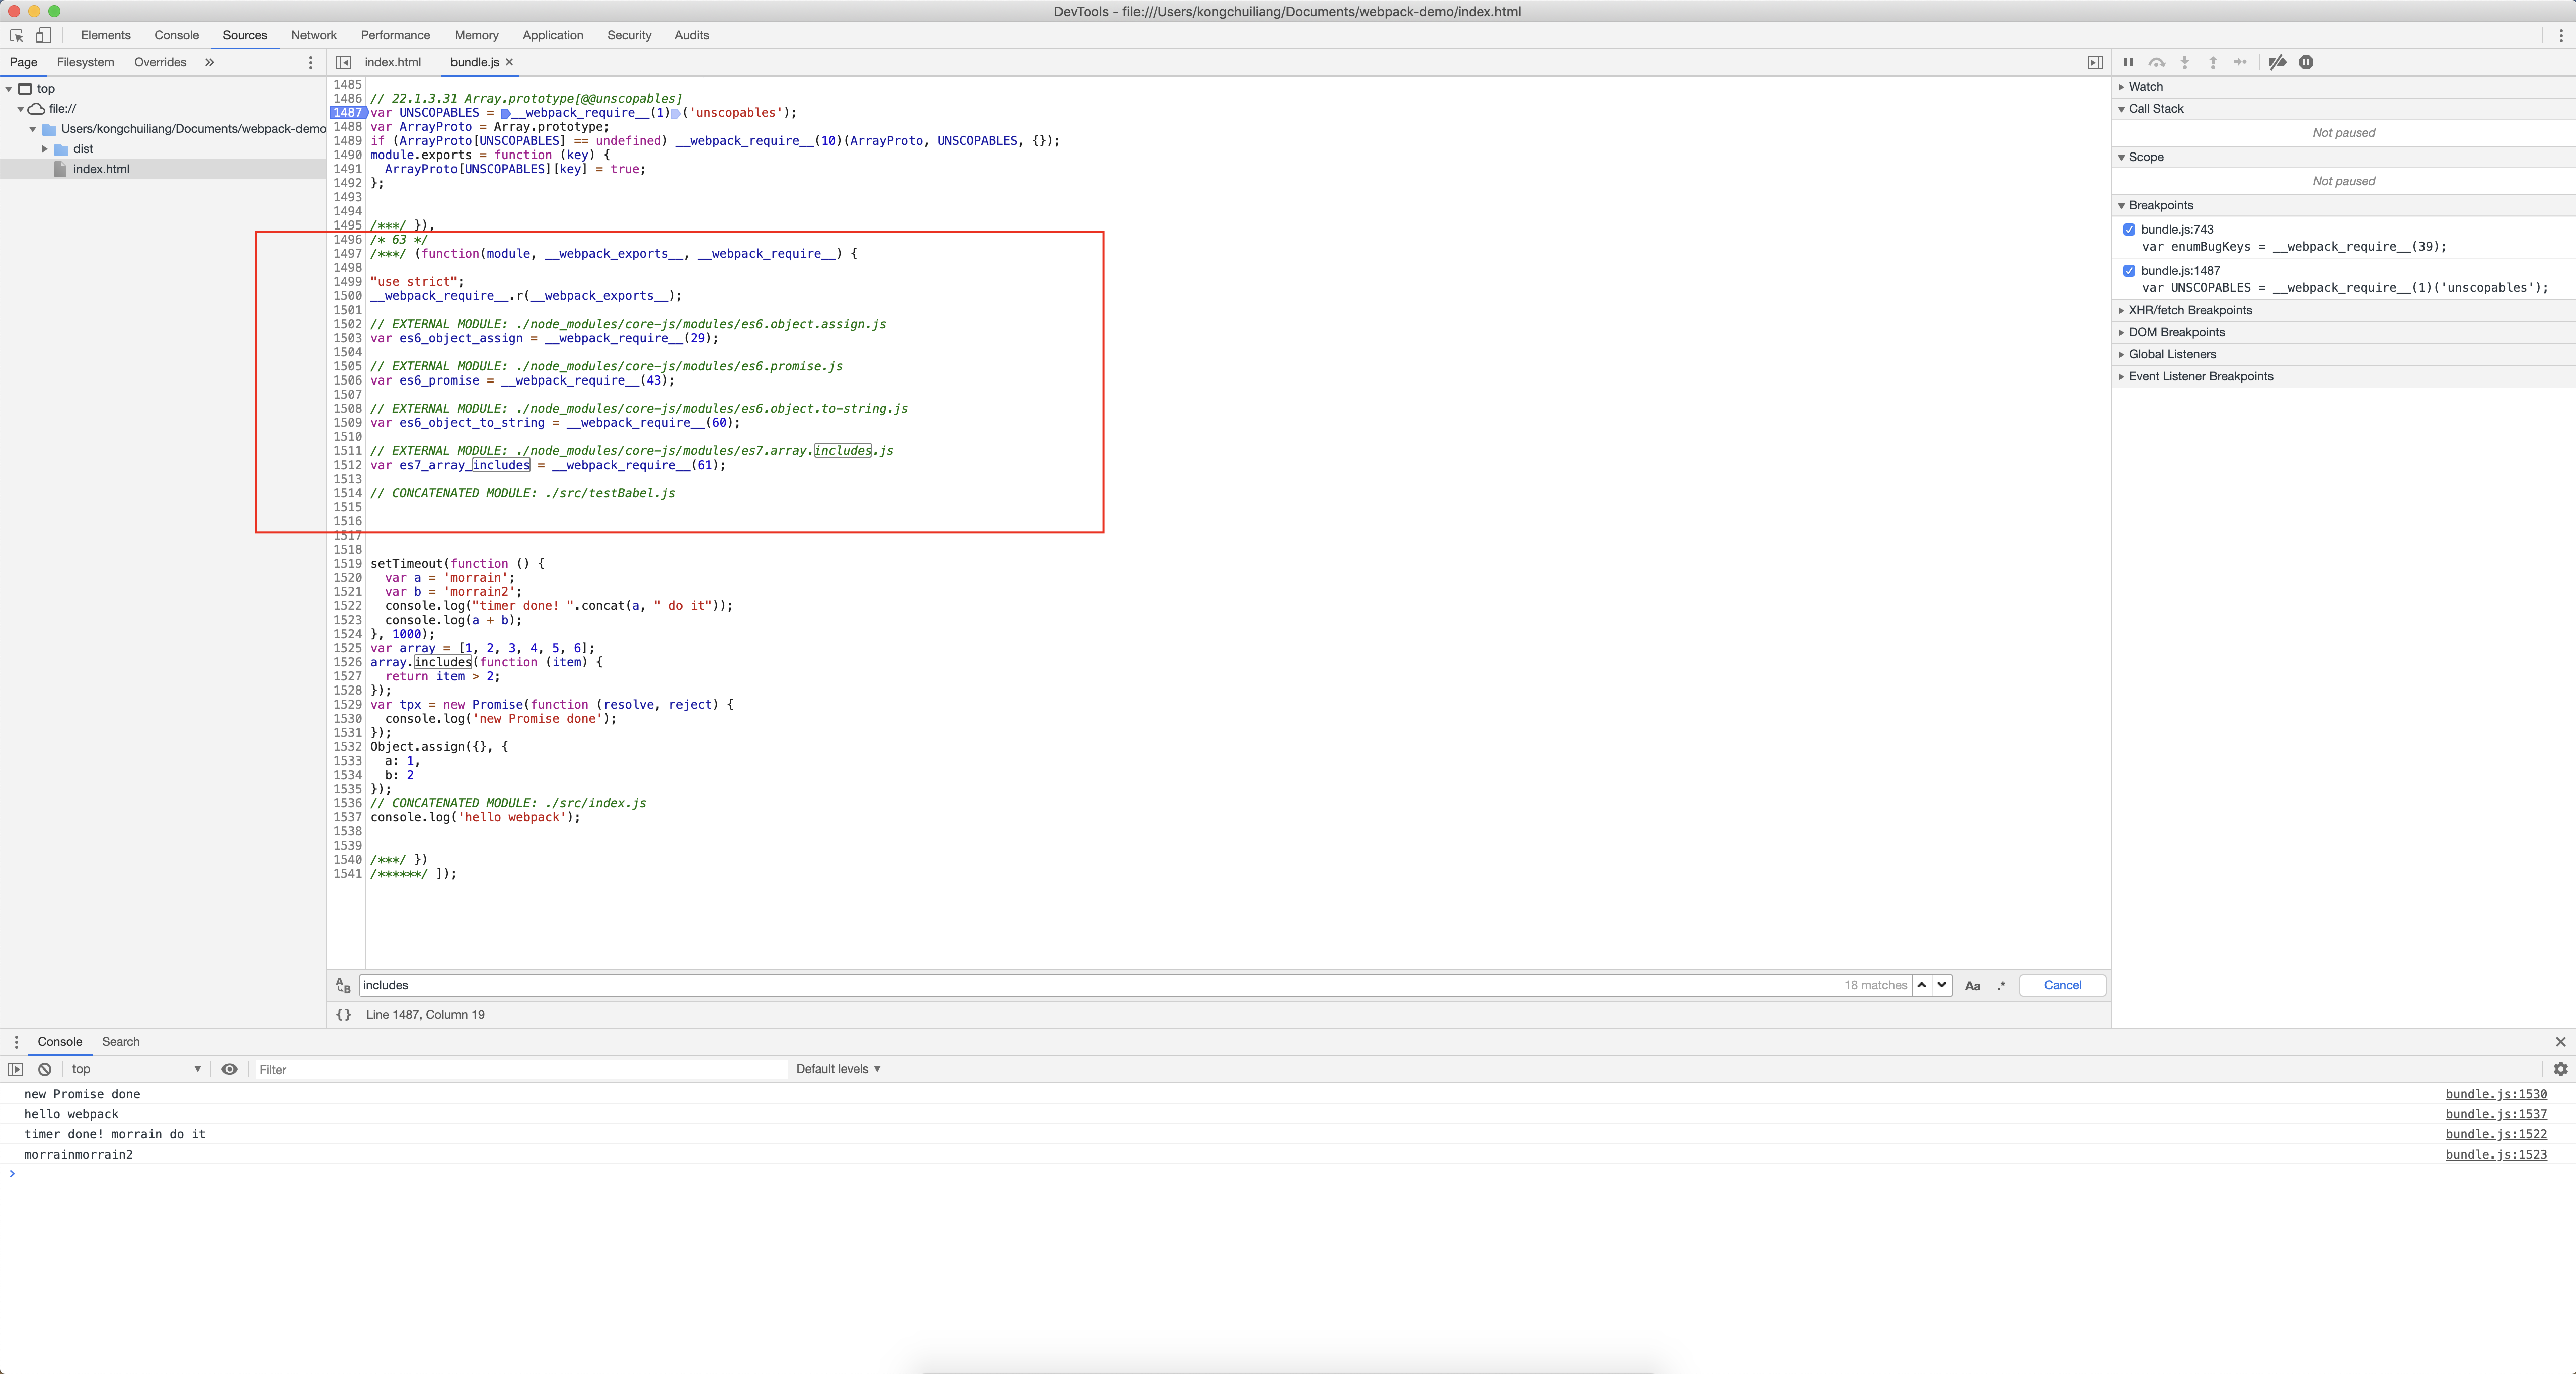 DevTools - file:///Users/kongchuiliang/Documents/webpack-demo/index.html
Elements Console Sources Network Performance Memory Application Security Audits
Page Filesystem Overrides »
index.html bundle.js ×
top
file://
Users/kongchuiliang/Documents/webpack-demo
dist
index.html
1485
1486 // 22.1.3.31 Array.prototype[@@unscopables]
1487 var UNSCOPABLES = __webpack_require__(1)('unscopables');
1488 var ArrayProto = Array.prototype;
1489 if (ArrayProto[UNSCOPABLES] == undefined) __webpack_require__(10)(ArrayProto, UNSCOPABLES, {});
1490 module.exports = function (key) {
1491   ArrayProto[UNSCOPABLES][key] = true;
1492 };
1493
1494
1495 /***/ }),
1496 /* 63 */
1497 /***/ (function(module, __webpack_exports__, __webpack_require__) {
1498
1499 "use strict";
1500 __webpack_require__.r(__webpack_exports__);
1501
1502 // EXTERNAL MODULE: ./node_modules/core-js/modules/es6.object.assign.js
1503 var es6_object_assign = __webpack_require__(29);
1504
1505 // EXTERNAL MODULE: ./node_modules/core-js/modules/es6.promise.js
1506 var es6_promise = __webpack_require__(43);
1507
1508 // EXTERNAL MODULE: ./node_modules/core-js/modules/es6.object.to-string.js
1509 var es6_object_to_string = __webpack_require__(60);
1510
1511 // EXTERNAL MODULE: ./node_modules/core-js/modules/es7.array.includes.js
1512 var es7_array_includes = __webpack_require__(61);
1513
1514 // CONCATENATED MODULE: ./src/testBabel.js
1515
1516
1517
1518
1519 setTimeout(function () {
1520   var a = 'morrain';
1521   var b = 'morrain2';
1522   console.log("timer done! ".concat(a, " do it"));
1523   console.log(a + b);
1524 }, 1000);
1525 var array = [1, 2, 3, 4, 5, 6];
1526 array.includes(function (item) {
1527   return item > 2;
1528 });
1529 var tpx = new Promise(function (resolve, reject) {
1530   console.log('new Promise done');
1531 });
1532 Object.assign({}, {
1533   a: 1,
1534   b: 2
1535 });
1536 // CONCATENATED MODULE: ./src/index.js
1537 console.log('hello webpack');
1538
1539
1540 /***/ })
1541 /******/ ]);
includes 18 matches Aa .* Cancel
{} Line 1487, Column 19
Watch
Call Stack
Not paused
Scope
Not paused
Breakpoints
bundle.js:743
var enumBugKeys = __webpack_require__(39);
bundle.js:1487
var UNSCOPABLES = __webpack_require__(1)('unscopables');
XHR/fetch Breakpoints
DOM Breakpoints
Global Listeners
Event Listener Breakpoints
Console Search
top Filter Default levels
new Promise done bundle.js:1530
hello webpack bundle.js:1537
timer done! morrain do it bundle.js:1522
morrainmorrain2 bundle.js:1523
>